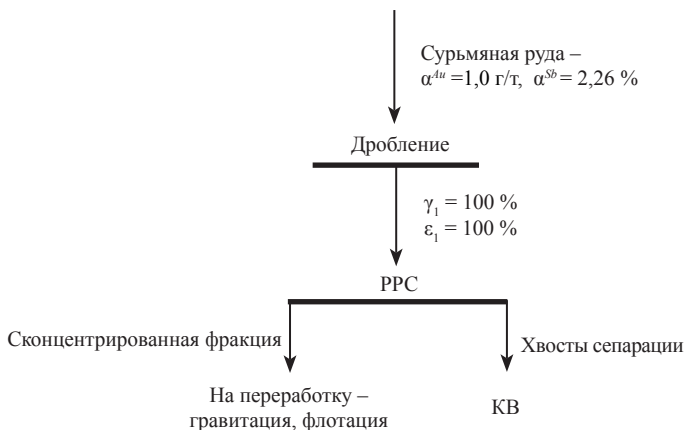 Сурьмяная руда –
α^Au =1,0 г/т, α^Sb = 2,26 %
Дробление
γ₁ = 100 %
ε₁ = 100 %
РРС
Сконцентрированная фракция
Хвосты сепарации
На переработку –
гравитация, флотация
КВ